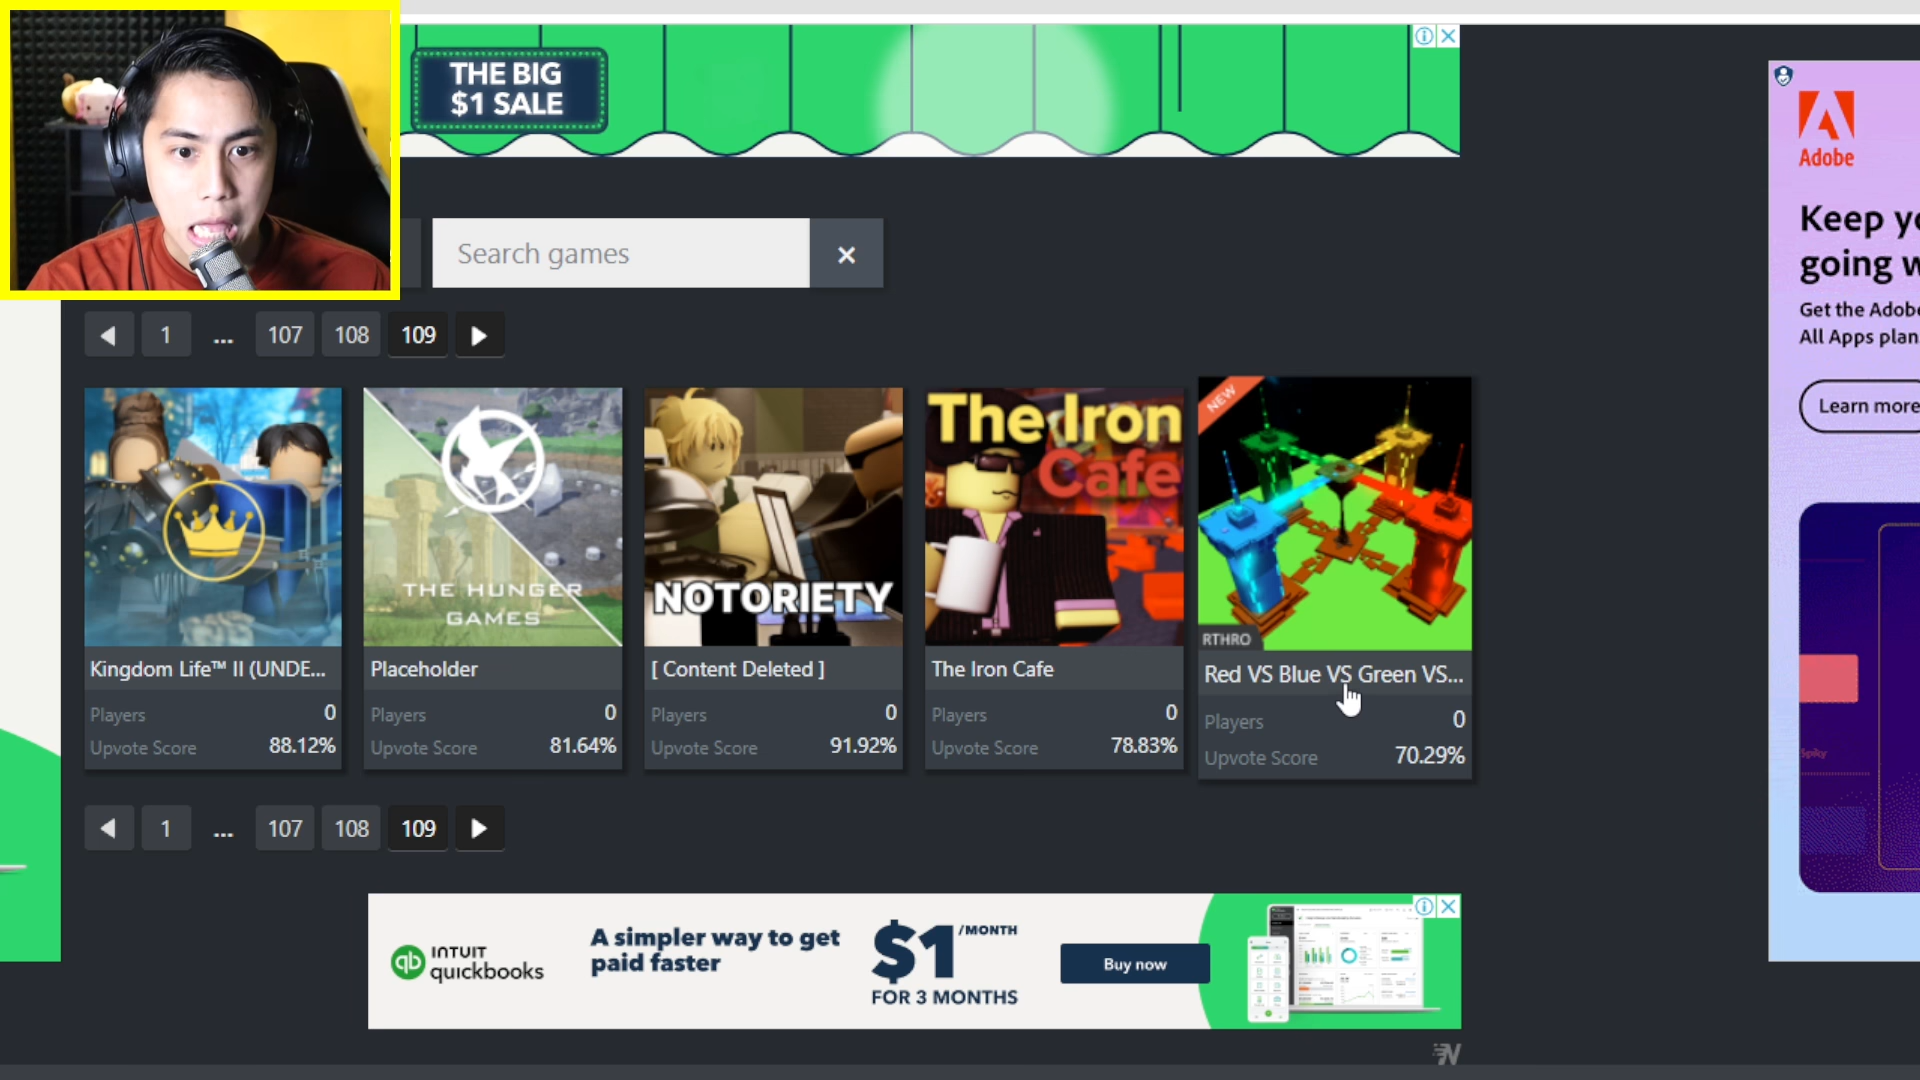 THE BIG
$1 SALE
Search games
1 ... 107 108 109
NEW
The Iron
Cafe
THE HUNGER
GAMES
NOTORIETY
RTHRO
Kingdom Life™ II (UNDE...
Players 0
Upvote Score 88.12%
Placeholder
Players 0
Upvote Score 81.64%
[ Content Deleted ]
Players 0
Upvote Score 91.92%
The Iron Cafe
Players 0
Upvote Score 78.83%
Red VS Blue VS Green VS...
Players 0
Upvote Score 70.29%
1 ... 107 108 109
INTUIT
qb quickbooks
A simpler way to get
paid faster
$1 /MONTH
FOR 3 MONTHS
Buy now
Adobe
Keep yo
going w
Get the Adobe
All Apps plan
Learn more
Spiky
N